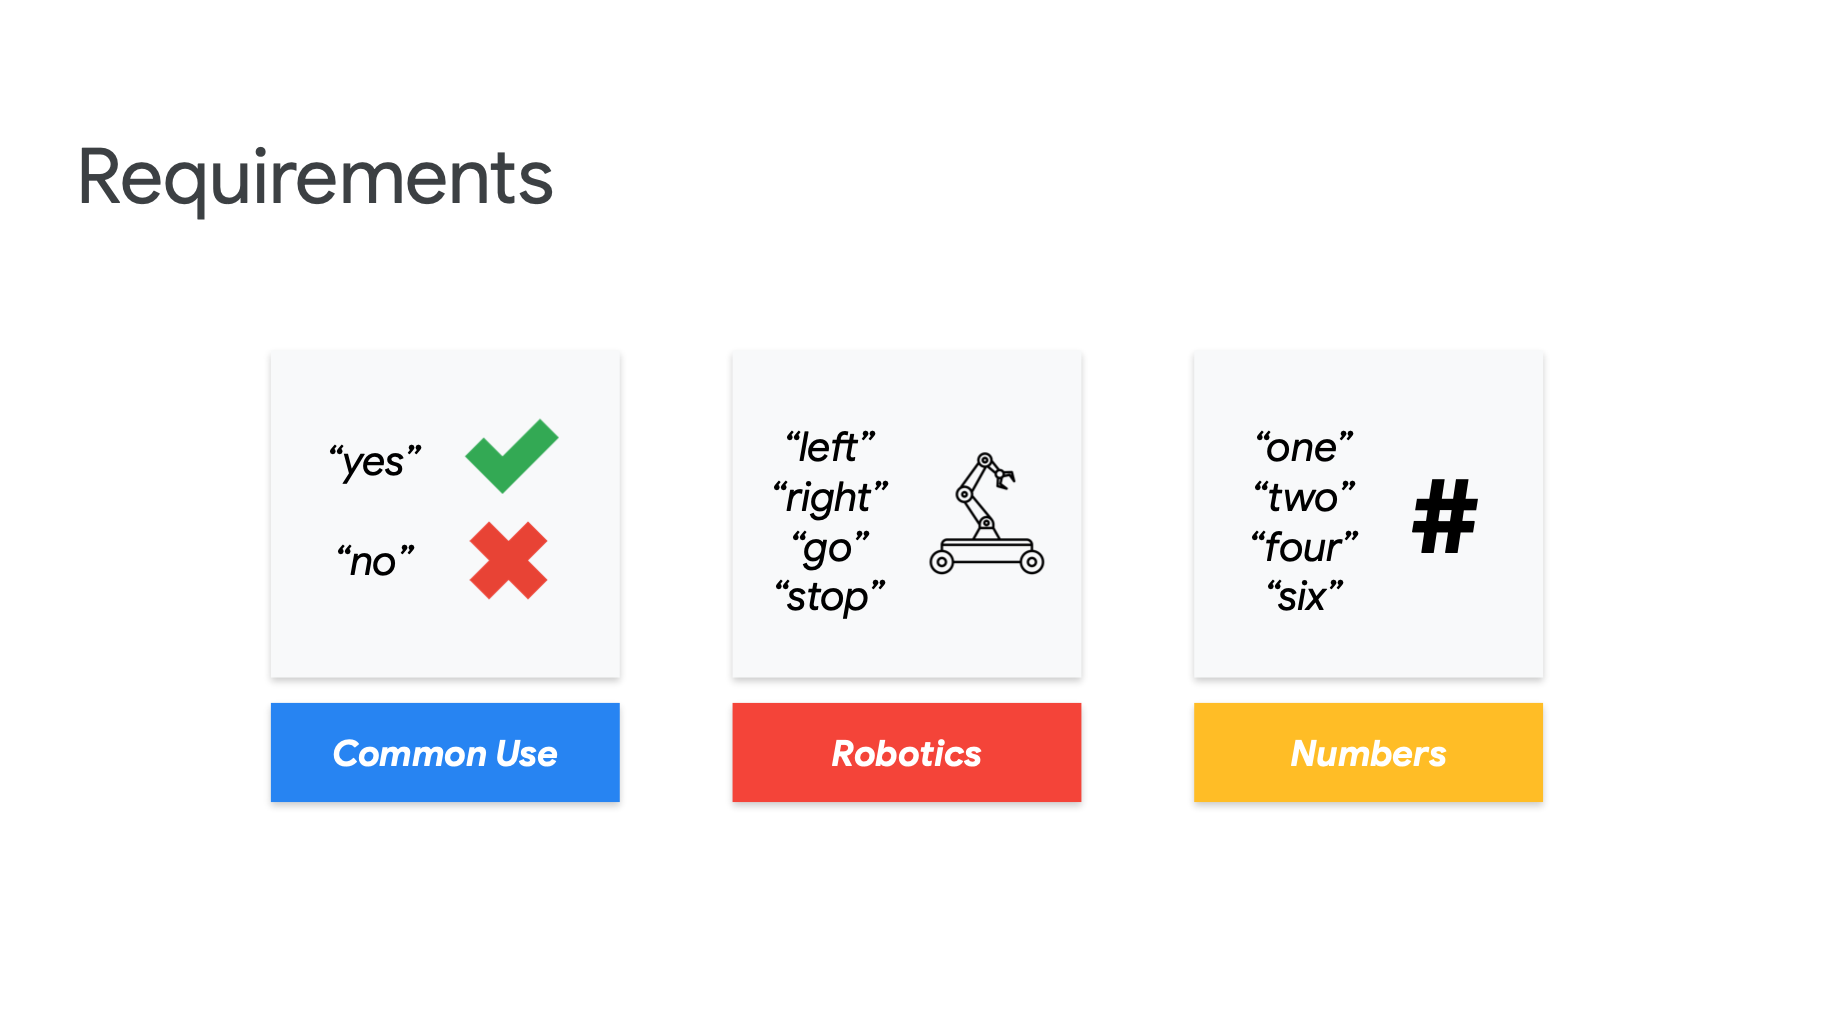 Requirements
“yes”
“no”
“left”
“right”
“go”
“stop”
“one”
“two”
“four”
“six”
#
Common Use
Robotics
Numbers